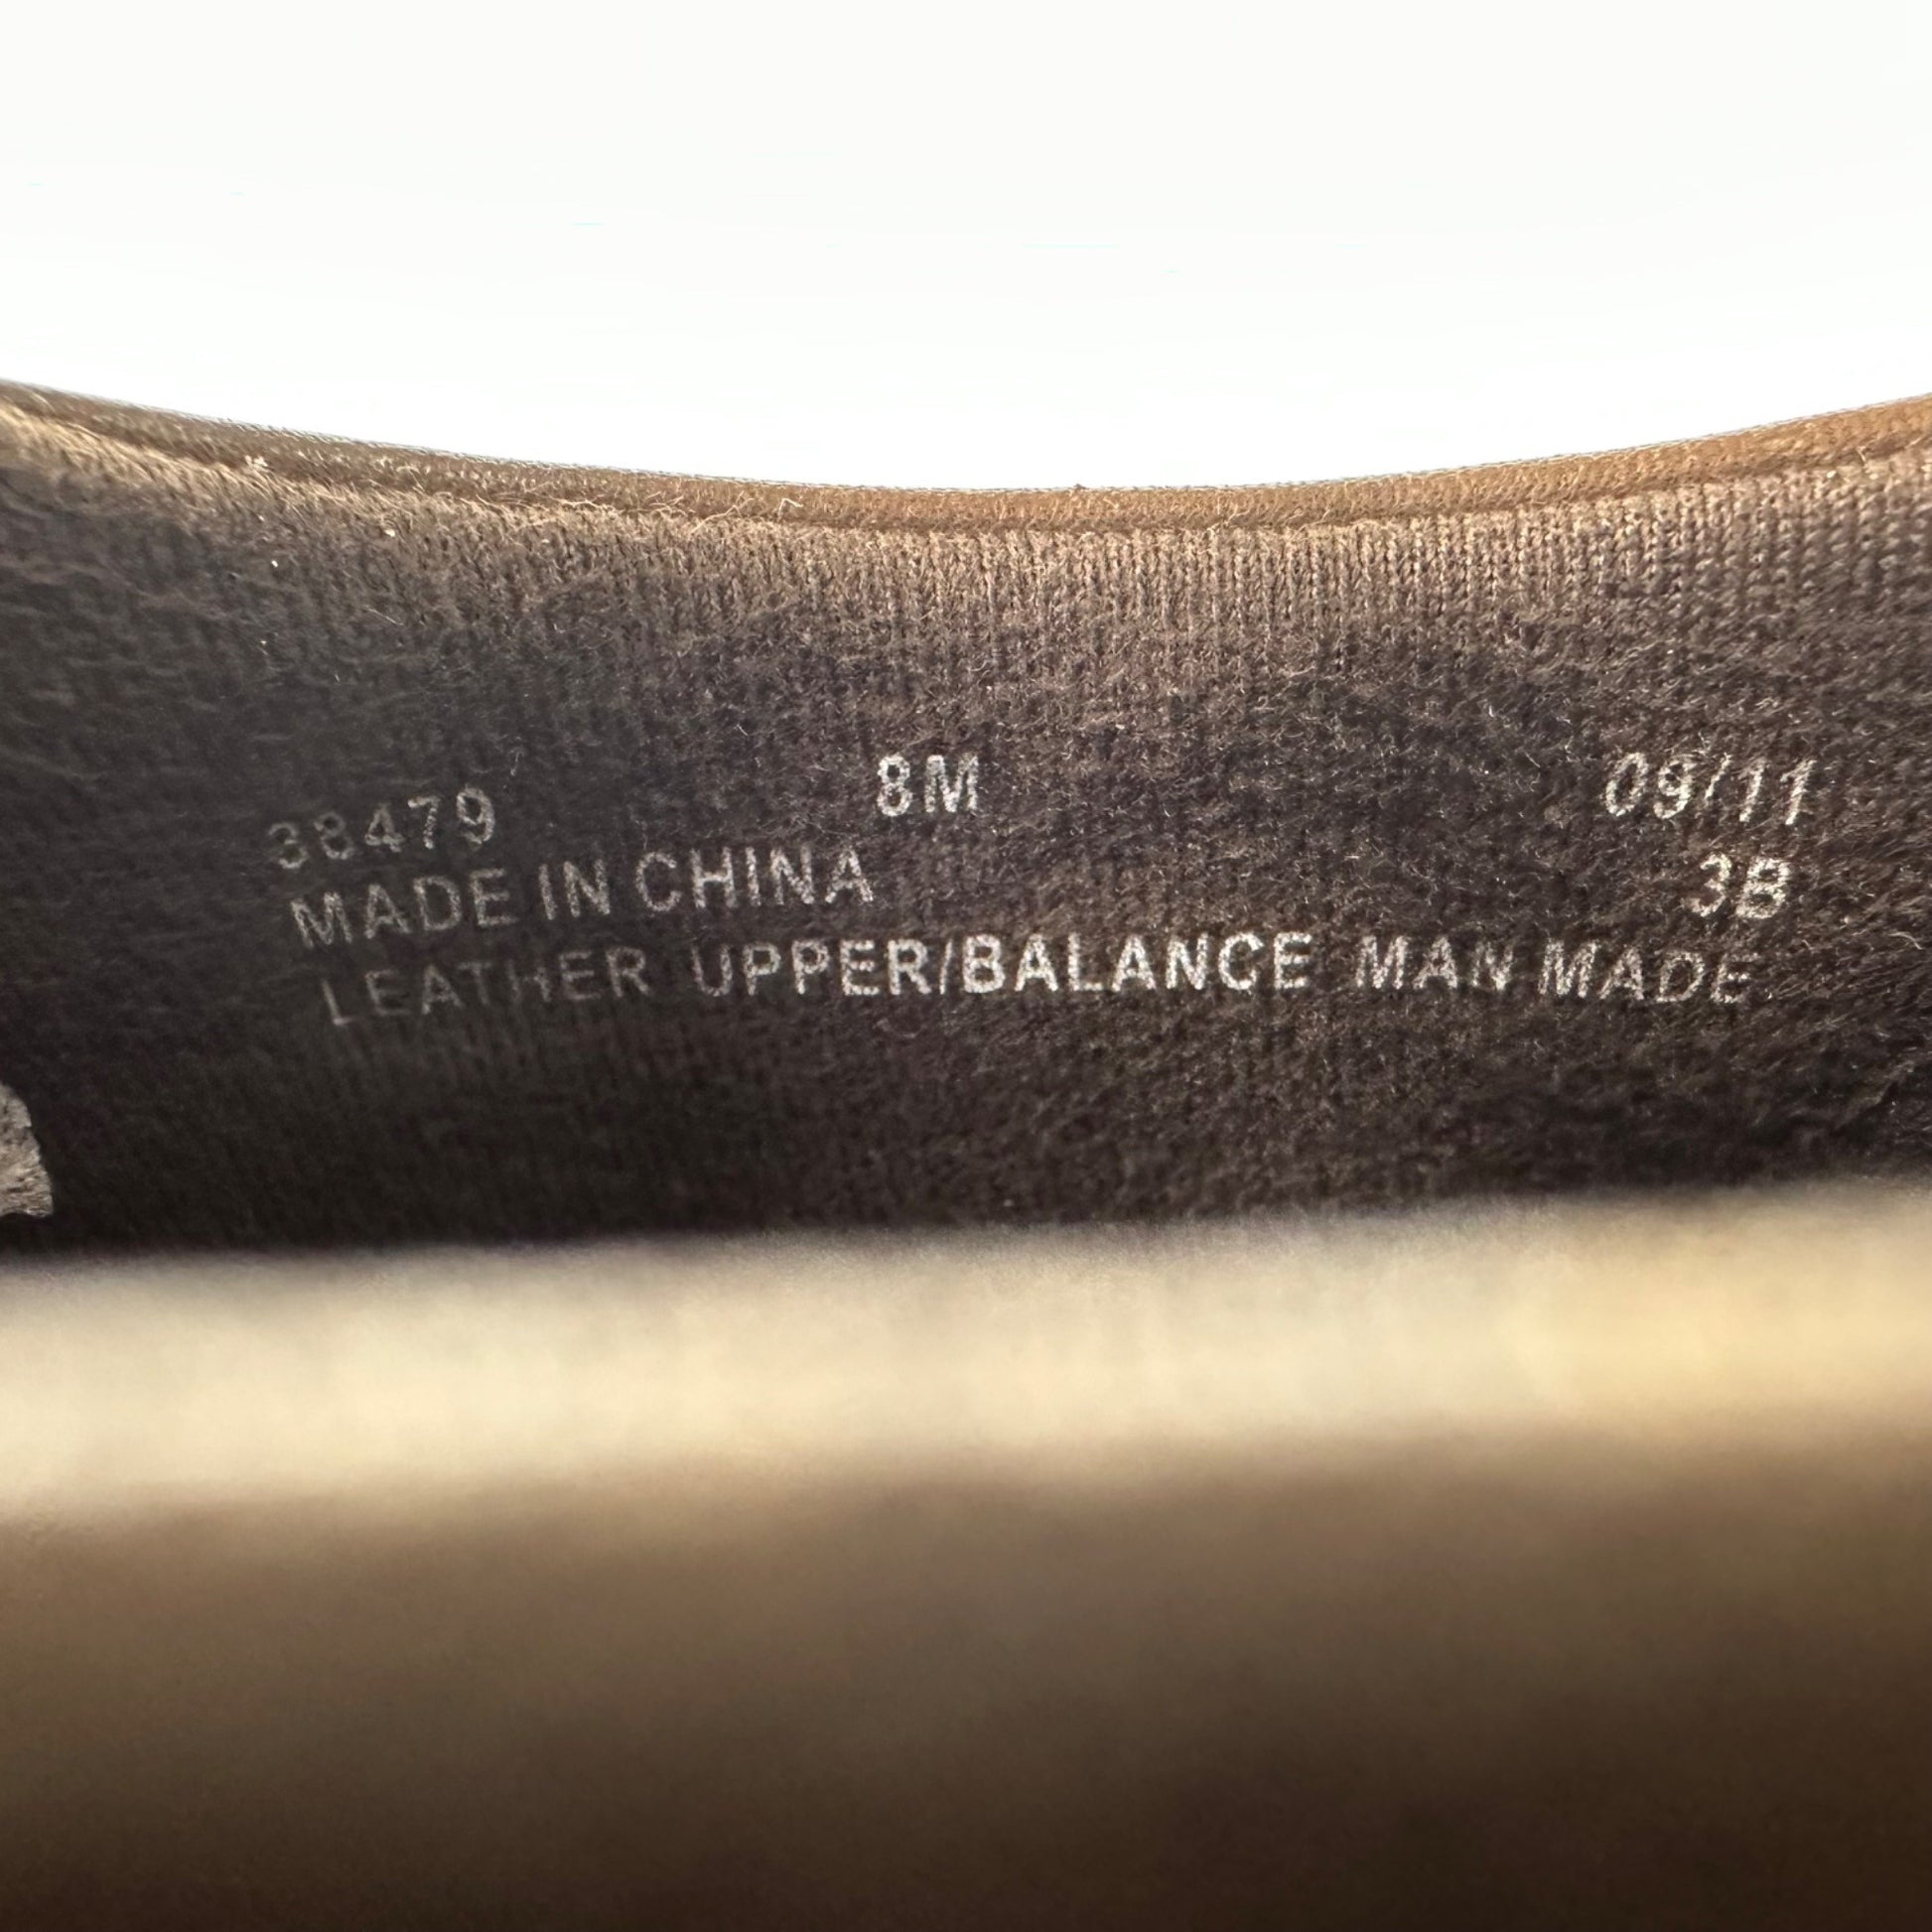 38479 8M 09/11
MADE IN CHINA 3B
LEATHER UPPER/BALANCE MAN MADE